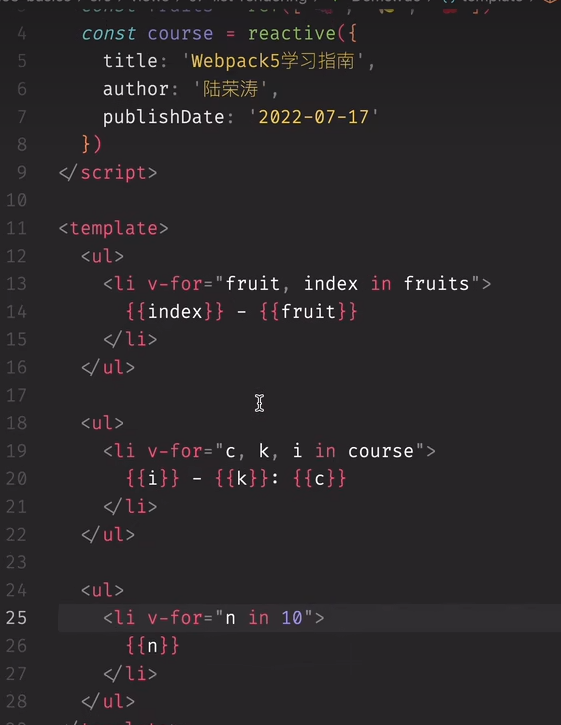 4 const course = reactive({
5 title: 'Webpack5学习指南',
6 author: '陆荣涛',
7 publishDate: '2022-07-17'
8 })
9 </script>
10
11 <template>
12 <ul>
13 <li v-for="fruit, index in fruits">
14 {{index}} - {{fruit}}
15 </li>
16 </ul>
17
18 <ul>
19 <li v-for="c, k, i in course">
20 {{i}} - {{k}}: {{c}}
21 </li>
22 </ul>
23
24 <ul>
25 <li v-for="n in 10">
26 {{n}}
27 </li>
28 </ul>